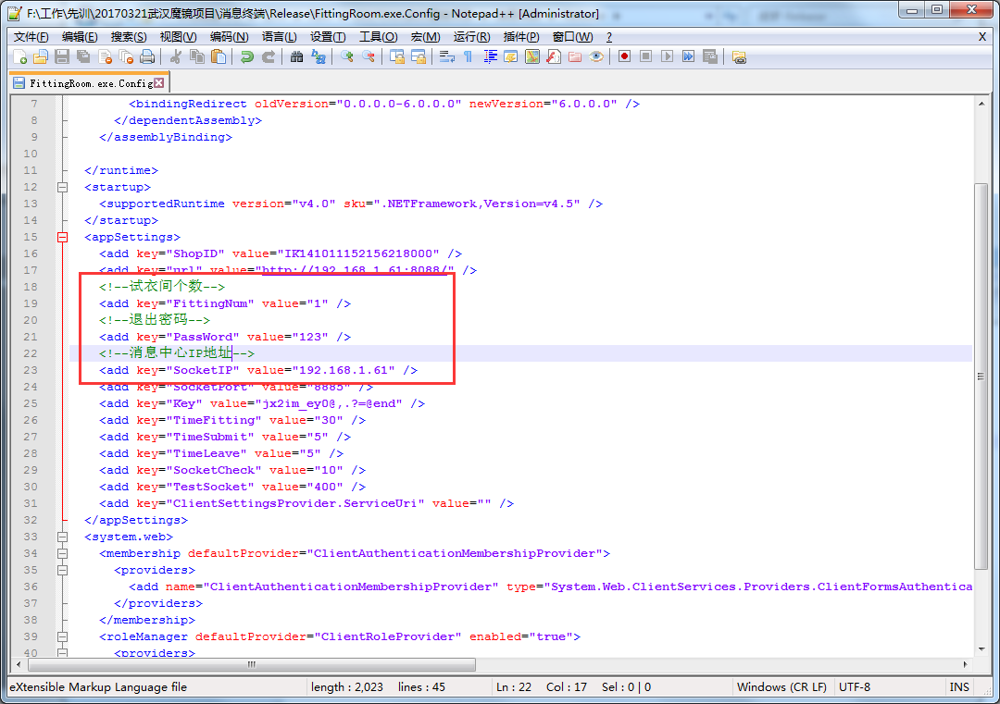 F:\工作\先训\20170321武汉魔镜项目\消息终端\Release\FittingRoom.exe.Config - Notepad++ [Administrator]
文件(F) 编辑(E) 搜索(S) 视图(V) 编码(N) 语言(L) 设置(T) 工具(O) 宏(M) 运行(R) 插件(P) 窗口(W) ? X
FittingRoom.exe.Config
7 <bindingRedirect oldVersion="0.0.0.0-6.0.0.0" newVersion="6.0.0.0" />
8 </dependentAssembly>
9 </assemblyBinding>
10
11 </runtime>
12 <startup>
13 <supportedRuntime version="v4.0" sku=".NETFramework,Version=v4.5" />
14 </startup>
15 <appSettings>
16 <add key="ShopID" value="IK141011152156218000" />
17 <add key="url" value="http://192.168.1.61:8088/" />
18 <!--试衣间个数-->
19 <add key="FittingNum" value="1" />
20 <!--退出密码-->
21 <add key="PassWord" value="123" />
22 <!--消息中心IP地址-->
23 <add key="SocketIP" value="192.168.1.61" />
24 <add key="SocketPort" value="8885" />
25 <add key="Key" value="jx2im_ey0@,.?=@end" />
26 <add key="TimeFitting" value="30" />
27 <add key="TimeSubmit" value="5" />
28 <add key="TimeLeave" value="5" />
29 <add key="SocketCheck" value="10" />
30 <add key="TestSocket" value="400" />
31 <add key="ClientSettingsProvider.ServiceUri" value="" />
32 </appSettings>
33 <system.web>
34 <membership defaultProvider="ClientAuthenticationMembershipProvider">
35 <providers>
36 <add name="ClientAuthenticationMembershipProvider" type="System.Web.ClientServices.Providers.ClientFormsAuthentica
37 </providers>
38 </membership>
39 <roleManager defaultProvider="ClientRoleProvider" enabled="true">
40 <providers>
eXtensible Markup Language file length : 2,023 lines : 45 Ln : 22 Col : 17 Sel : 0 | 0 Windows (CR LF) UTF-8 INS